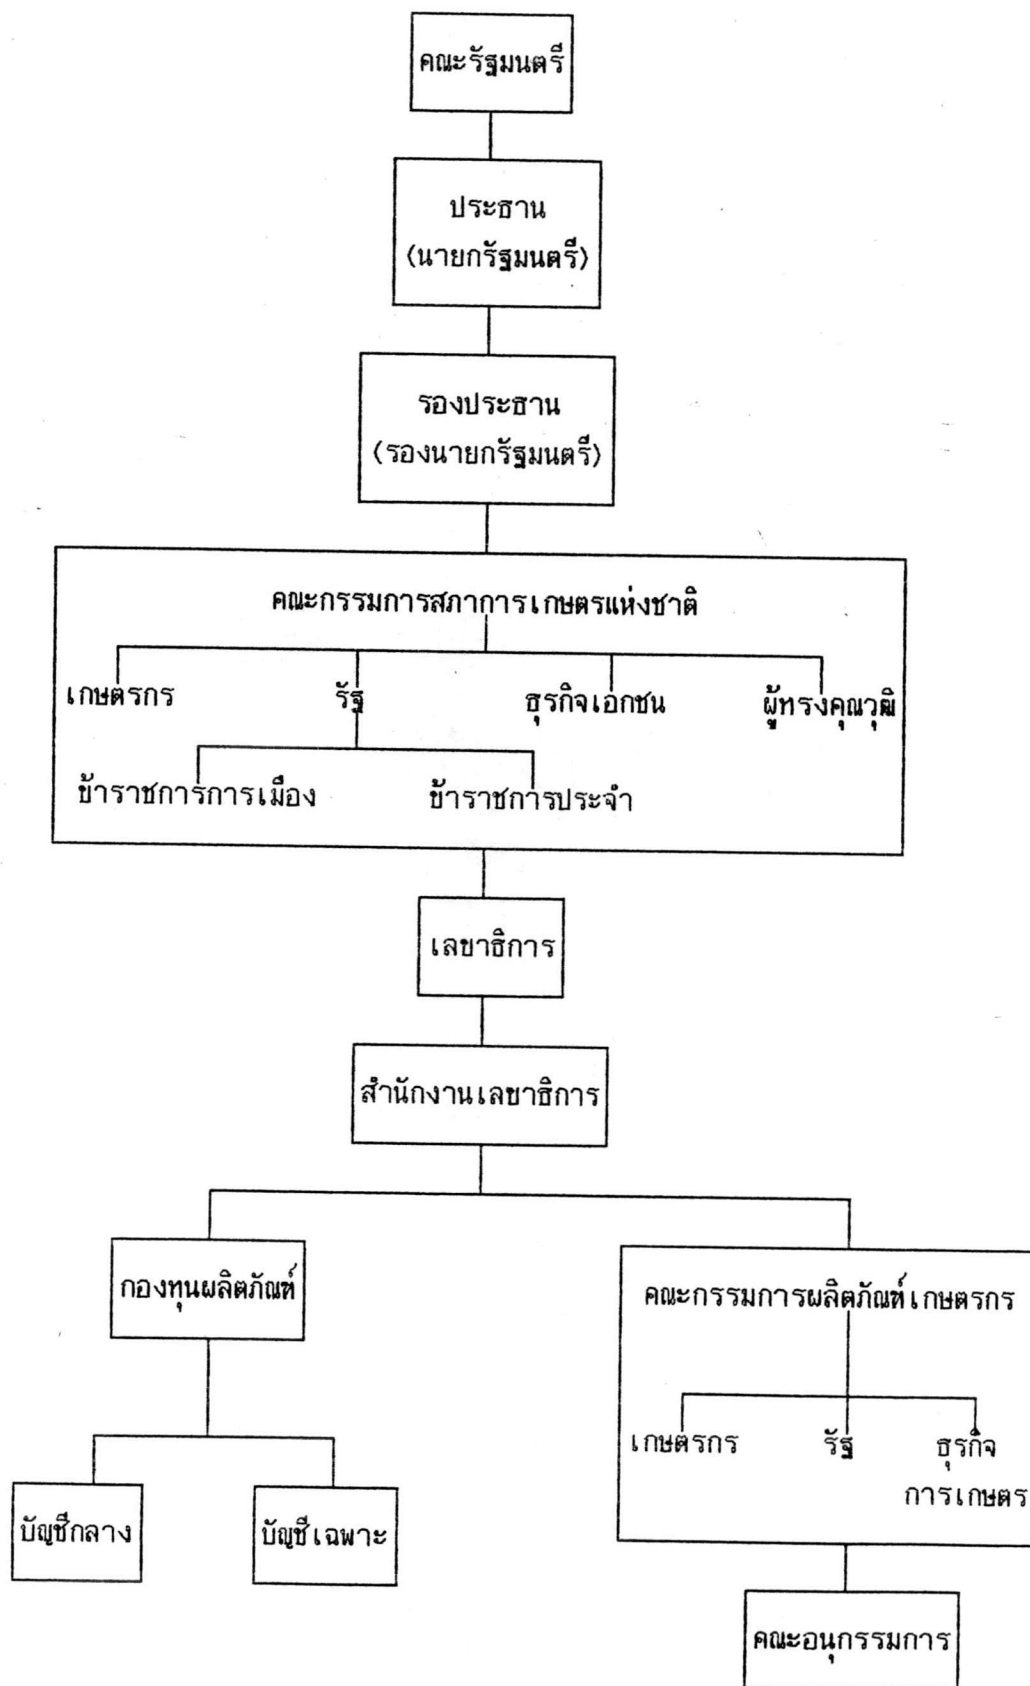 คณะรัฐมนตรี
ประธาน
(นายกรัฐมนตรี)
รองประธาน
(รองนายกรัฐมนตรี)
คณะกรรมการสภาการเกษตรแห่งชาติ
เกษตรกร รัฐ ธุรกิจเอกชน ผู้ทรงคุณวุฒิ
ข้าราชการการเมือง ข้าราชการประจำ
เลขาธิการ
สำนักงานเลขาธิการ
กองทุนผลิตภัณฑ์ คณะกรรมการผลิตภัณฑ์เกษตรกร
เกษตรกร รัฐ ธุรกิจ
การเกษตร
บัญชีกลาง บัญชีเฉพาะ
คณะอนุกรรมการ